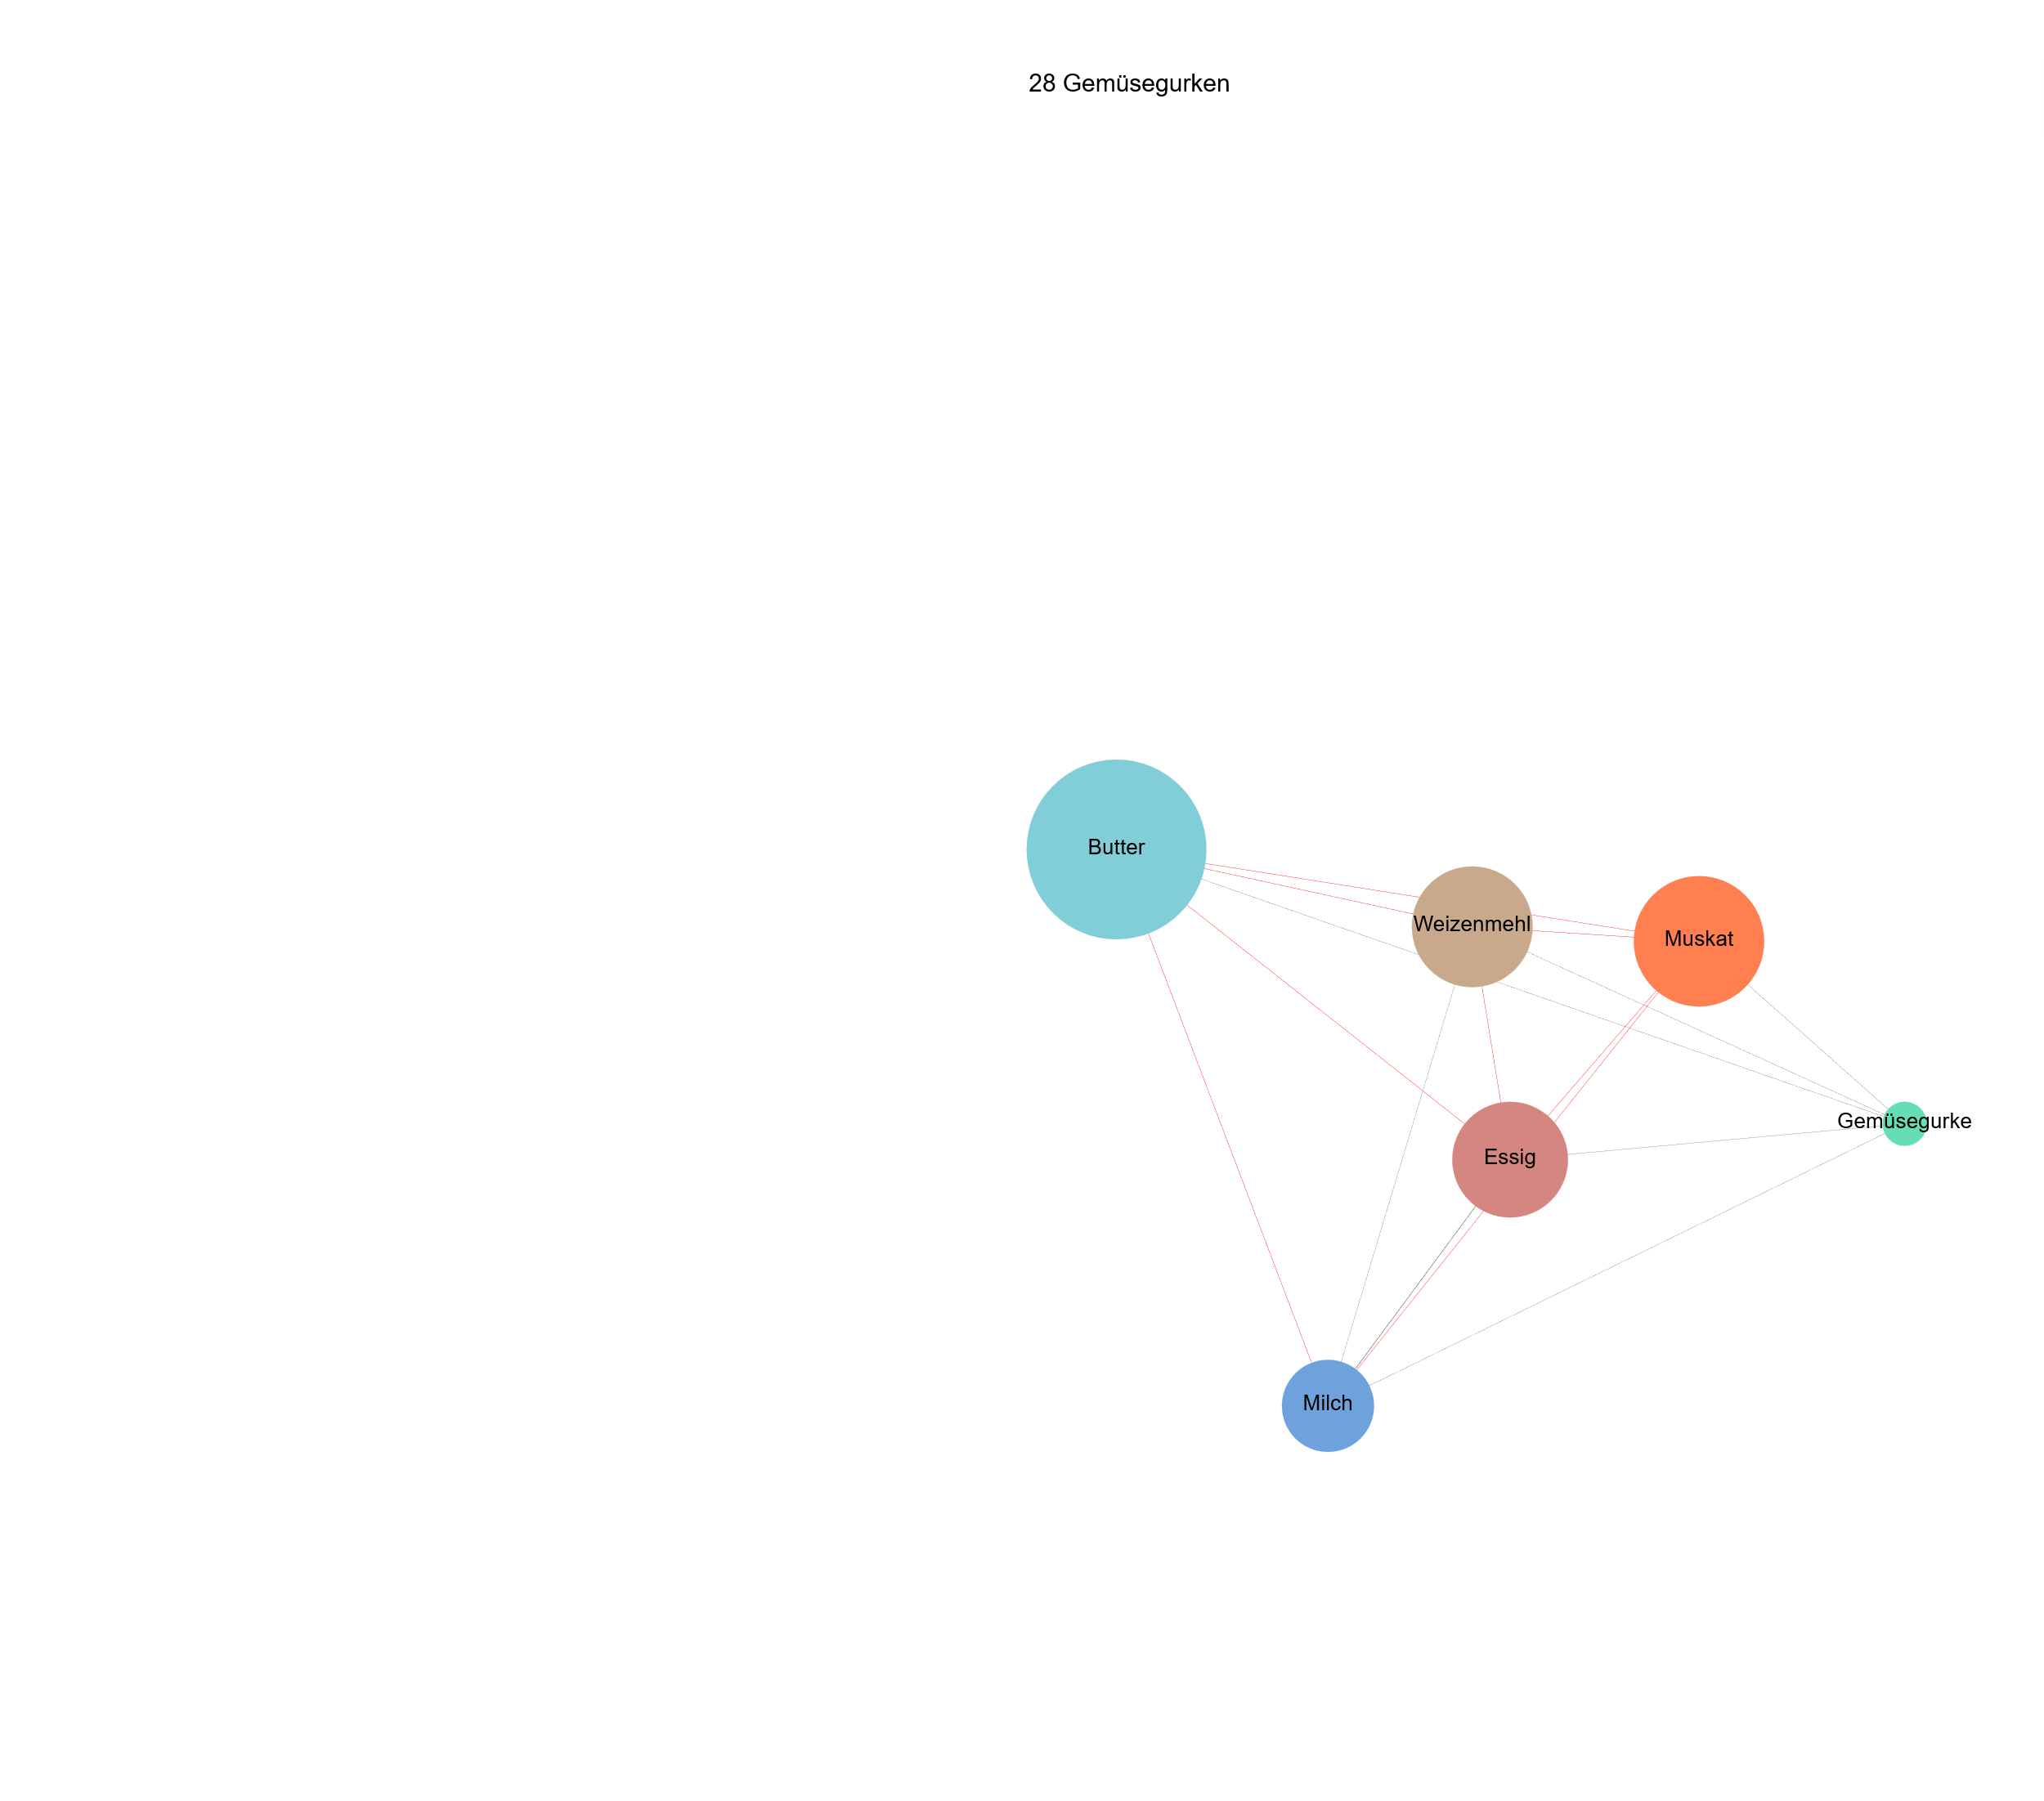 28 Gemüsegurken
Butter
Weizenmehl
Muskat
Gemüsegurke
Essig
Milch